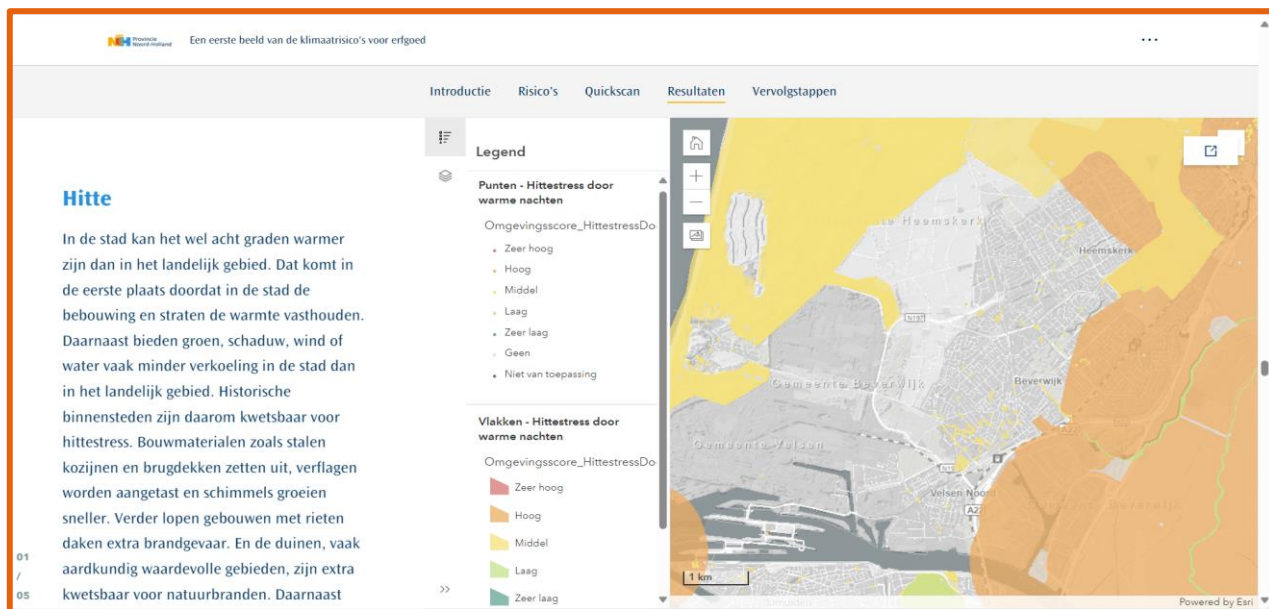 Provincie
Noord-Holland
Een eerste beeld van de klimaatrisico's voor erfgoed
Introductie
Risico's
Quickscan
Resultaten
Vervolgstappen
Hitte
In de stad kan het wel acht graden warmer
zijn dan in het landelijk gebied. Dat komt in
de eerste plaats doordat in de stad de
bebouwing en straten de warmte vasthouden.
Daarnaast bieden groen, schaduw, wind of
water vaak minder verkoeling in de stad dan
in het landelijk gebied. Historische
binnensteden zijn daarom kwetsbaar voor
hittestress. Bouwmaterialen zoals stalen
kozijnen en brugdekken zetten uit, verflagen
worden aangetast en schimmels groeien
sneller. Verder lopen gebouwen met rieten
daken extra brandgevaar. En de duinen, vaak
aardkundig waardevolle gebieden, zijn extra
kwetsbaar voor natuurbranden. Daarnaast
01
/
05
Legend
Punten - Hittestress door
warme nachten
Omgevingsscore_HittestressDo
Zeer hoog
Hoog
Middel
Laag
Zeer laag
Geen
Niet van toepassing
Vlakken - Hittestress door
warme nachten
Omgevingsscore_HittestressDo
Zeer hoog
Hoog
Middel
Laag
Zeer laag
Heemskerk
Heemskerk
N197
Beverwijk
Gemeente Beverwijk
Gemeente Velsen
Velsen Noord
A22
1 km
Powered by Esri